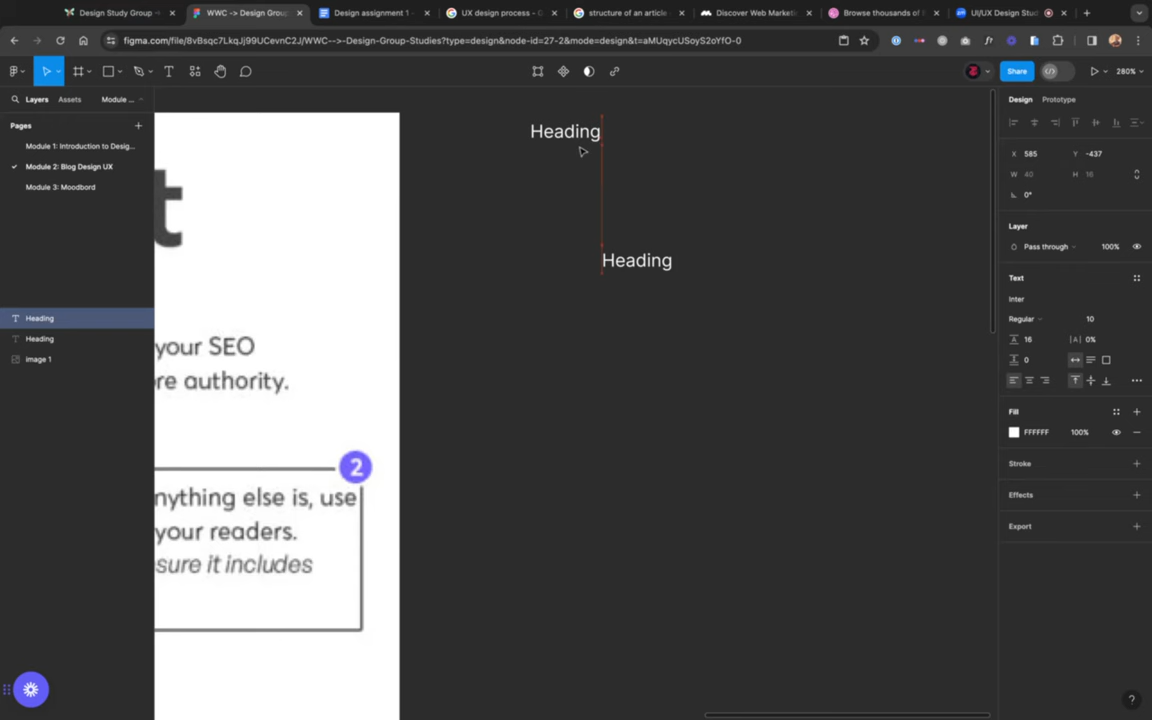 Design Study Group ->
WWC -> Design Group
Design assignment 1 -
UX design process - G
structure of an article
Discover Web Marketin
Browse thousands of
UI/UX Design Stud
figma.com/file/8vBsqc7LkqJj99UCevnC2J/WWC-->-Design-Group-Studies?type=design&node-id=27-2&mode=design&t=aMUqycUSoyS2oYfO-0
Share
280%
Layers
Assets
Module ...
Design
Prototype
Pages
Module 1: Introduction to Desig...
Module 2: Blog Design UX
Module 3: Moodbord
Heading
Heading
image 1
t
your SEO
re authority.
2
nything else is, use
your readers.
sure it includes
Heading
Heading
X 585 Y -437
W 40 H 16
0°
Layer
Pass through 100%
Text
Inter
Regular 10
16 |A| 0%
0
Fill
FFFFFF 100%
Stroke
Effects
Export
?